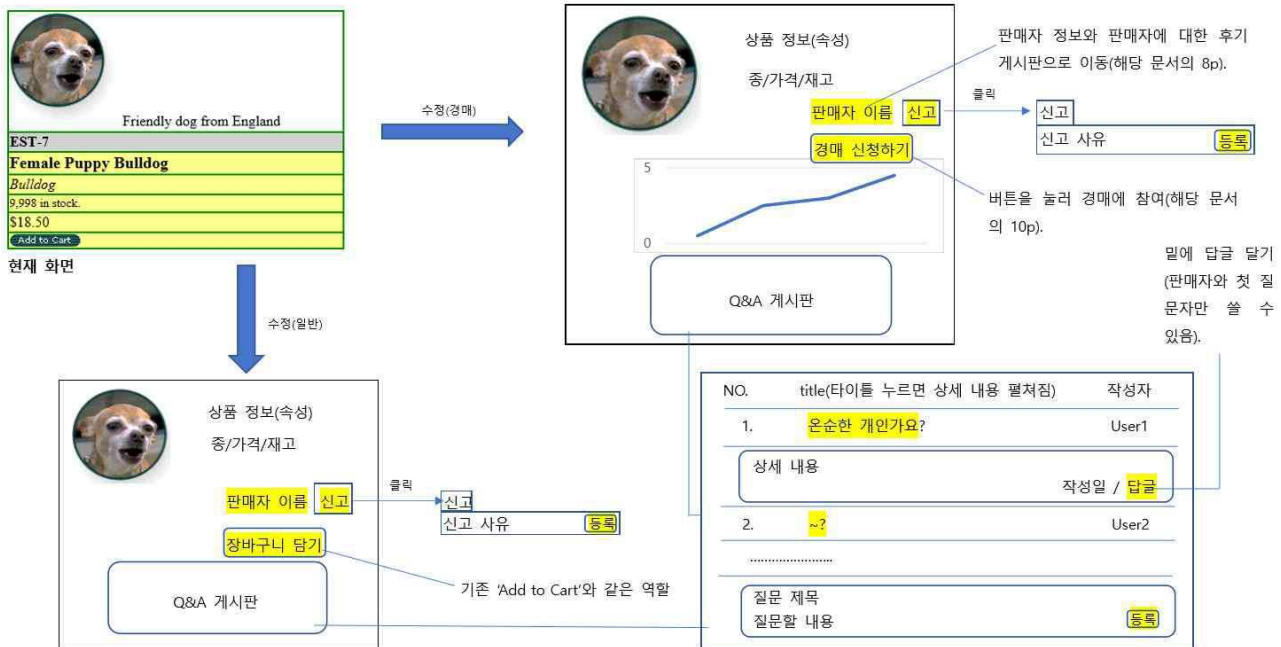 Friendly dog from England
EST-7
Female Puppy Bulldog
Bulldog
9,998 in stock.
$18.50
Add to Cart
현재 화면
수정(경매)
상품 정보(속성)
종/가격/재고
판매자 이름 신고
경매 신청하기
5
0
Q&A 게시판
판매자 정보와 판매자에 대한 후기
게시판으로 이동(해당 문서의 8p).
클릭
신고
신고 사유 등록
버튼을 눌러 경매에 참여(해당 문서
의 10p).
밑에 답글 달기
(판매자와 첫 질
문자만 쓸 수
있음).
수정(일반)
상품 정보(속성)
종/가격/재고
판매자 이름 신고
장바구니 담기
Q&A 게시판
클릭
신고
신고 사유 등록
기존 ‘Add to Cart’와 같은 역할
NO. title(타이틀 누르면 상세 내용 펼쳐짐) 작성자
1. 온순한 개인가요? User1
상세 내용
작성일 / 답글
2. ~? User2
........................
질문 제목
질문할 내용 등록